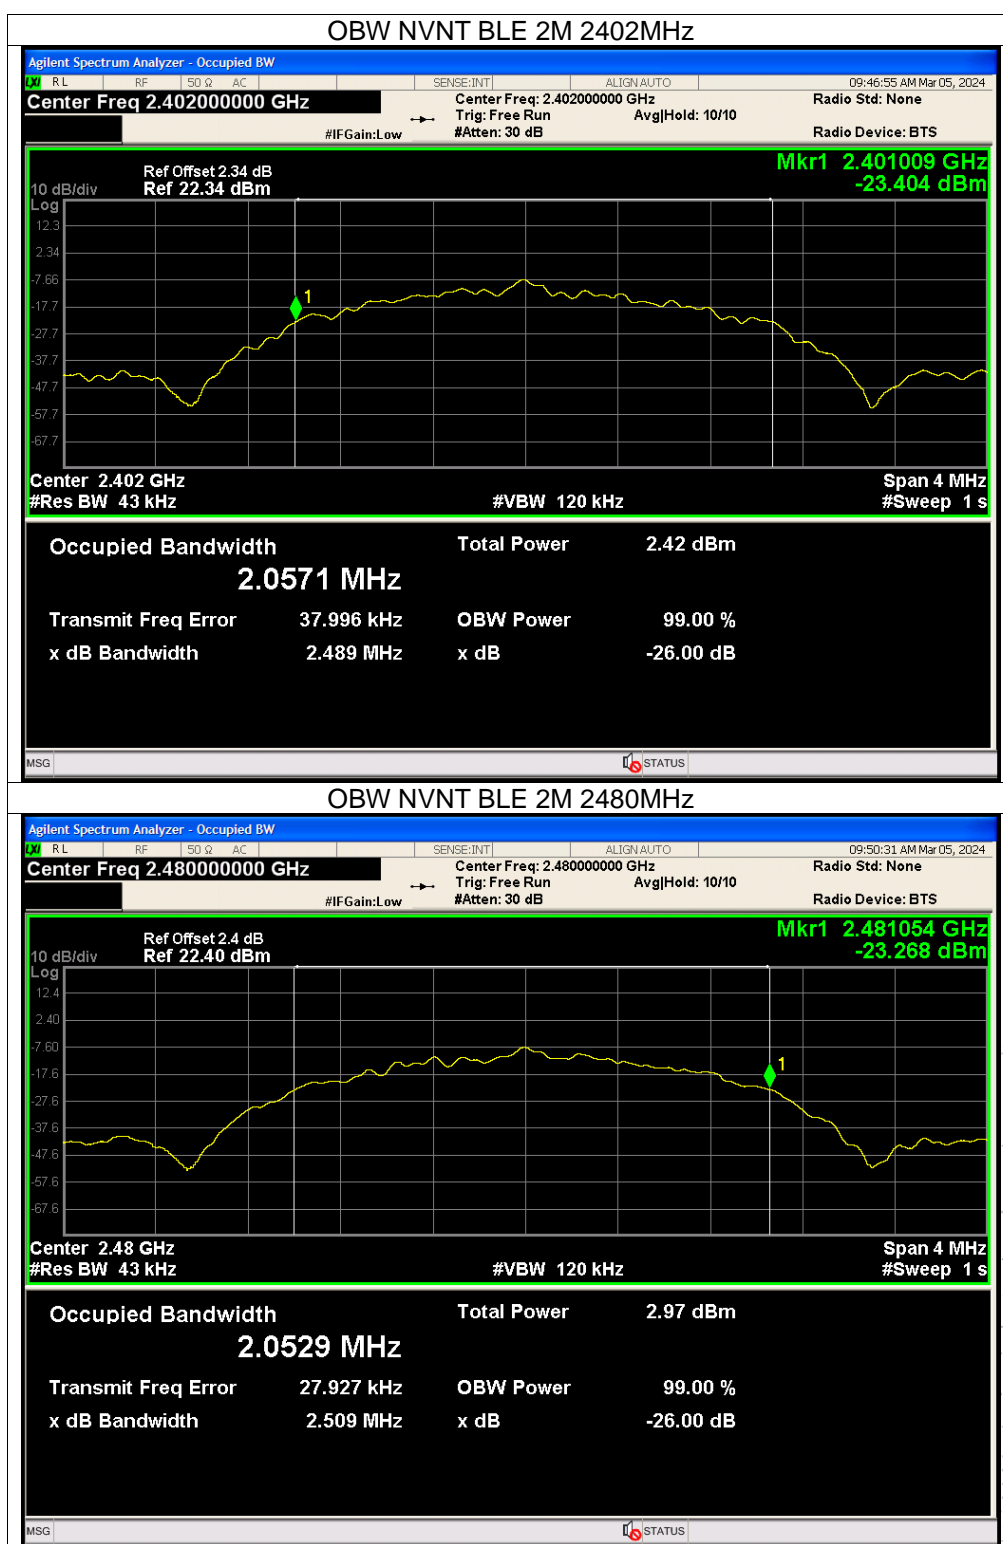 OBW NVNT BLE 2M 2402MHz
Agilent Spectrum Analyzer - Occupied BW
LXI RL RF 50 Ω AC SENSE:INT ALIGN AUTO 09:46:55 AM Mar 05, 2024
Center Freq 2.402000000 GHz Center Freq: 2.402000000 GHz Radio Std: None
Trig: Free Run Avg|Hold: 10/10
#IFGain:Low #Atten: 30 dB Radio Device: BTS
Mkr1 2.401009 GHz
-23.404 dBm
Ref Offset 2.34 dB
10 dB/div Ref 22.34 dBm
Log
12.3
2.34
-7.66
1
-17.7
-27.7
-37.7
-47.7
-57.7
-67.7
Center 2.402 GHz Span 4 MHz
#Res BW 43 kHz #VBW 120 kHz #Sweep 1 s
Occupied Bandwidth Total Power 2.42 dBm
2.0571 MHz
Transmit Freq Error 37.996 kHz OBW Power 99.00 %
x dB Bandwidth 2.489 MHz x dB -26.00 dB
MSG STATUS
OBW NVNT BLE 2M 2480MHz
Agilent Spectrum Analyzer - Occupied BW
LXI RL RF 50 Ω AC SENSE:INT ALIGN AUTO 09:50:31 AM Mar 05, 2024
Center Freq 2.480000000 GHz Center Freq: 2.480000000 GHz Radio Std: None
Trig: Free Run Avg|Hold: 10/10
#IFGain:Low #Atten: 30 dB Radio Device: BTS
Mkr1 2.481054 GHz
-23.268 dBm
Ref Offset 2.4 dB
10 dB/div Ref 22.40 dBm
Log
12.4
2.40
-7.60
1
-17.6
-27.6
-37.6
-47.6
-57.6
-67.6
Center 2.48 GHz Span 4 MHz
#Res BW 43 kHz #VBW 120 kHz #Sweep 1 s
Occupied Bandwidth Total Power 2.97 dBm
2.0529 MHz
Transmit Freq Error 27.927 kHz OBW Power 99.00 %
x dB Bandwidth 2.509 MHz x dB -26.00 dB
MSG STATUS